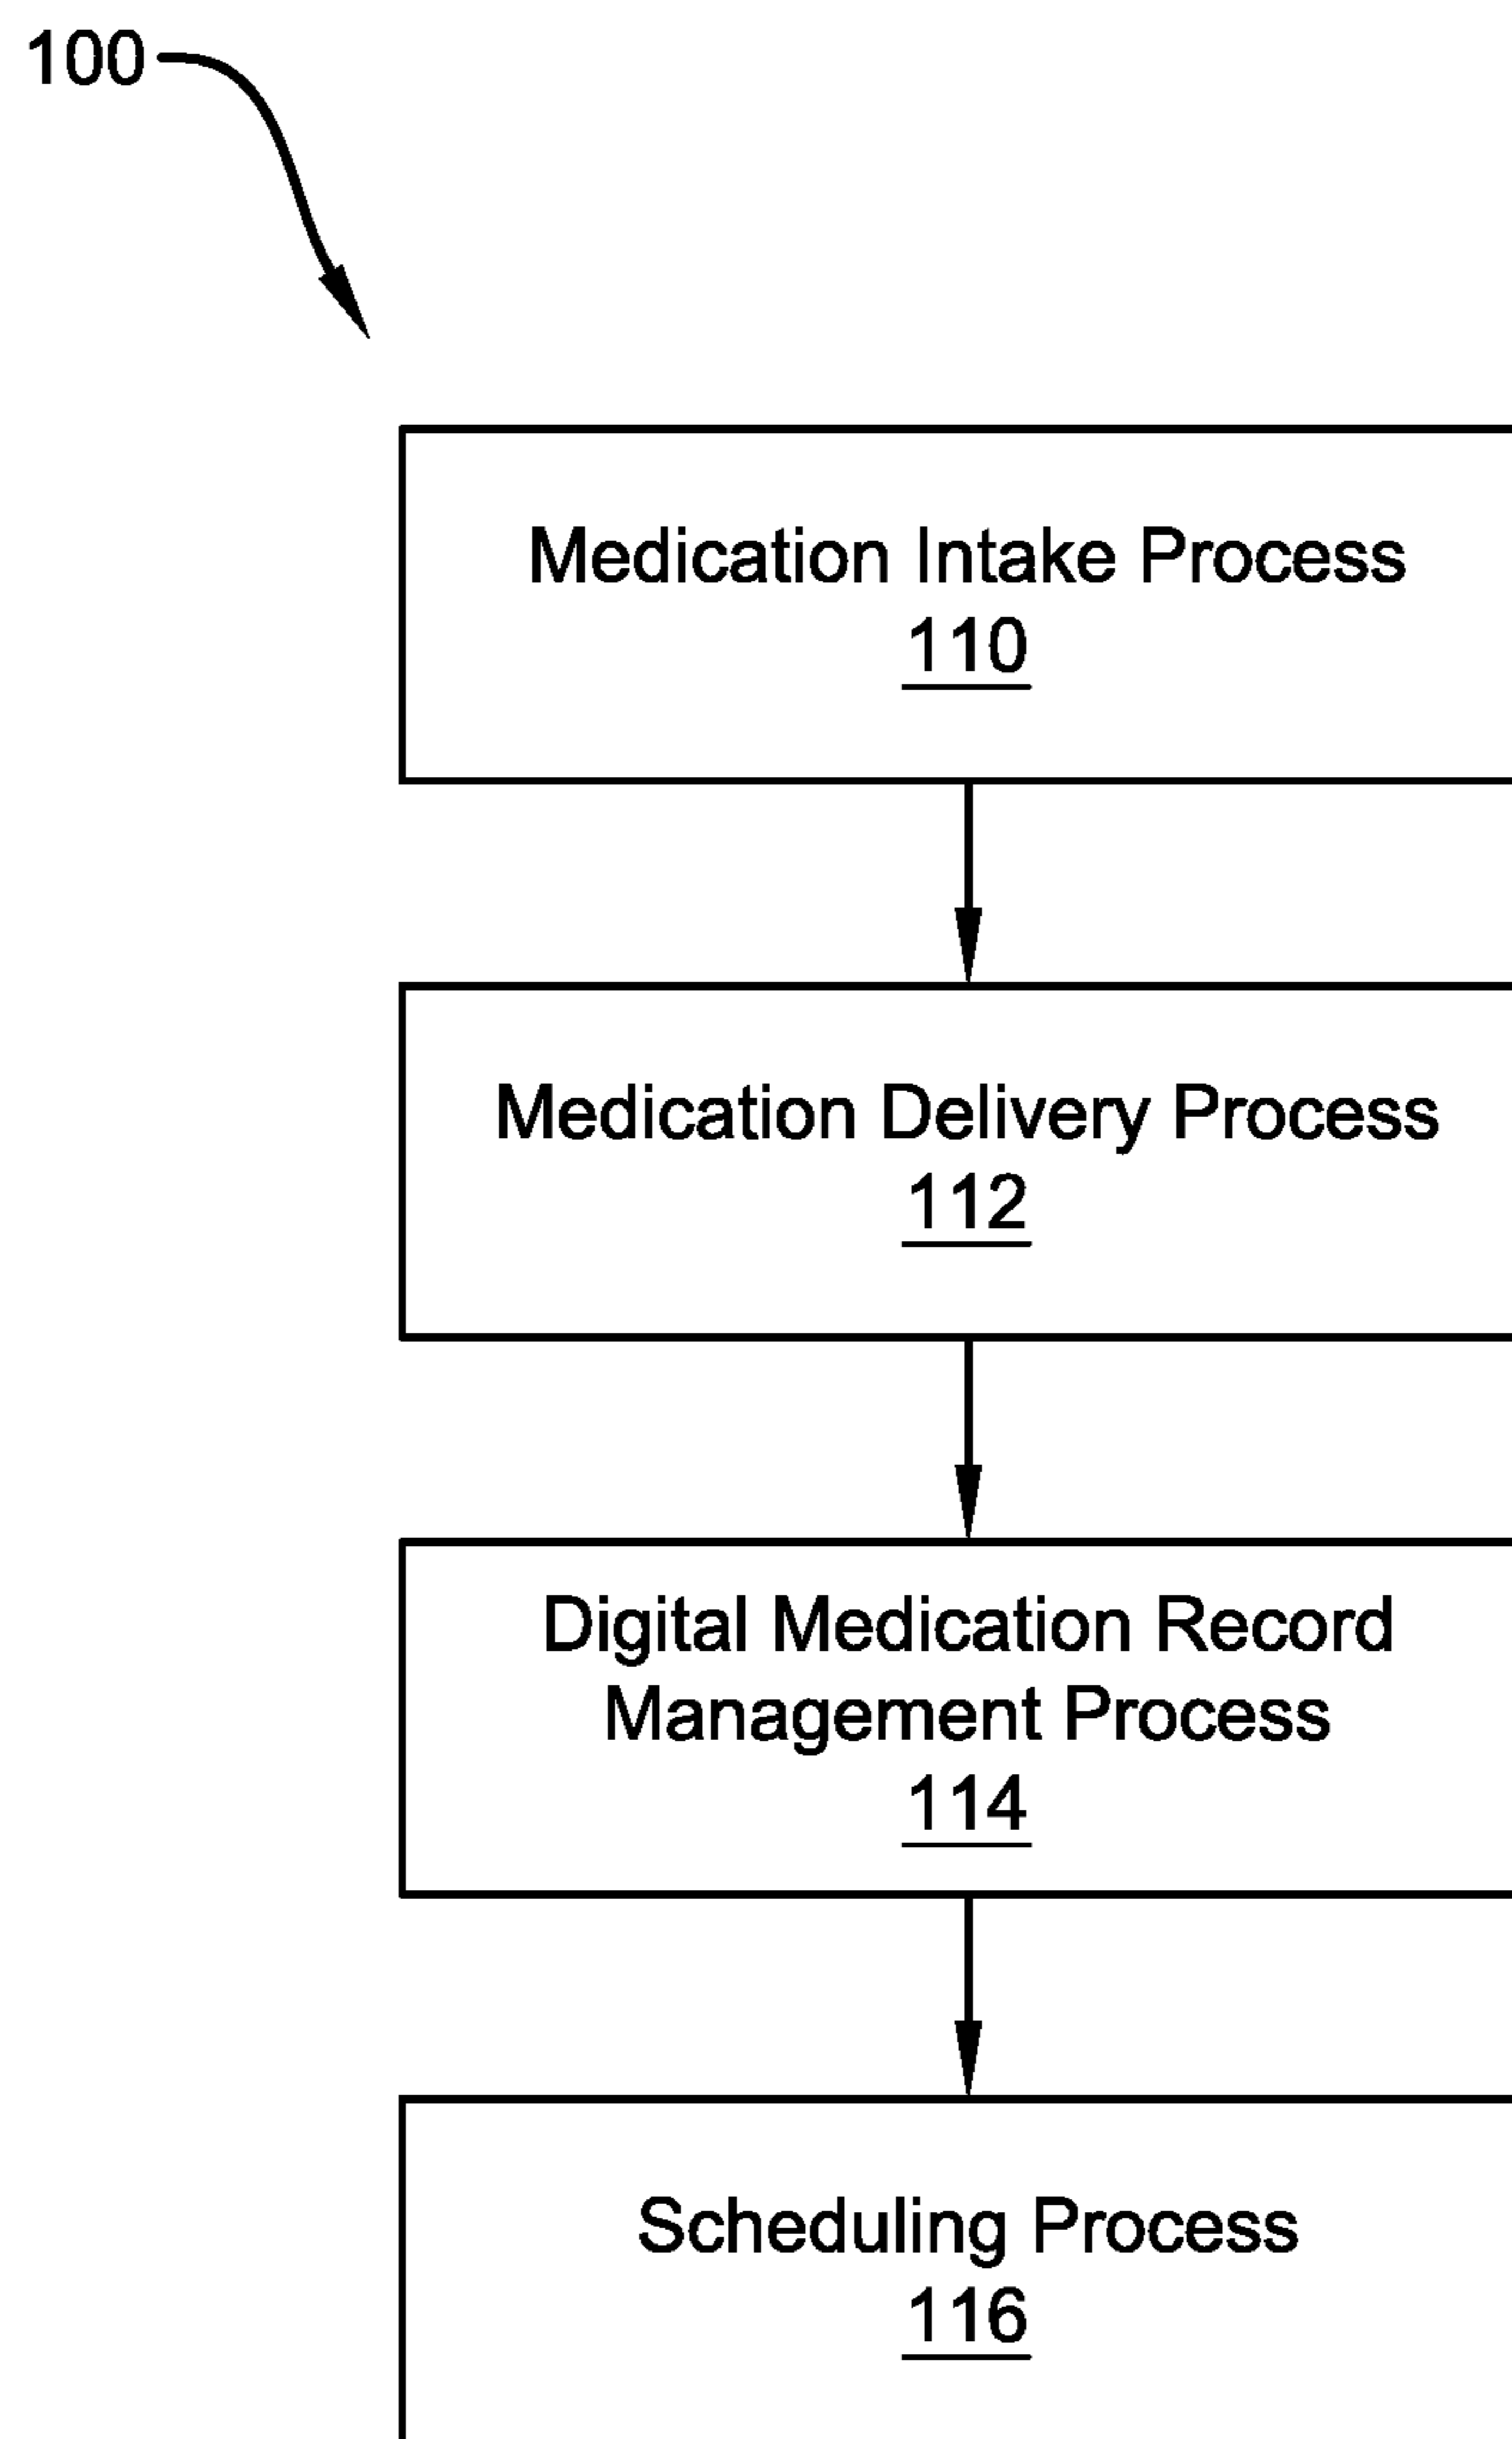 100
Medication Intake Process
110
Medication Delivery Process
112
Digital Medication Record
Management Process
114
Scheduling Process
116